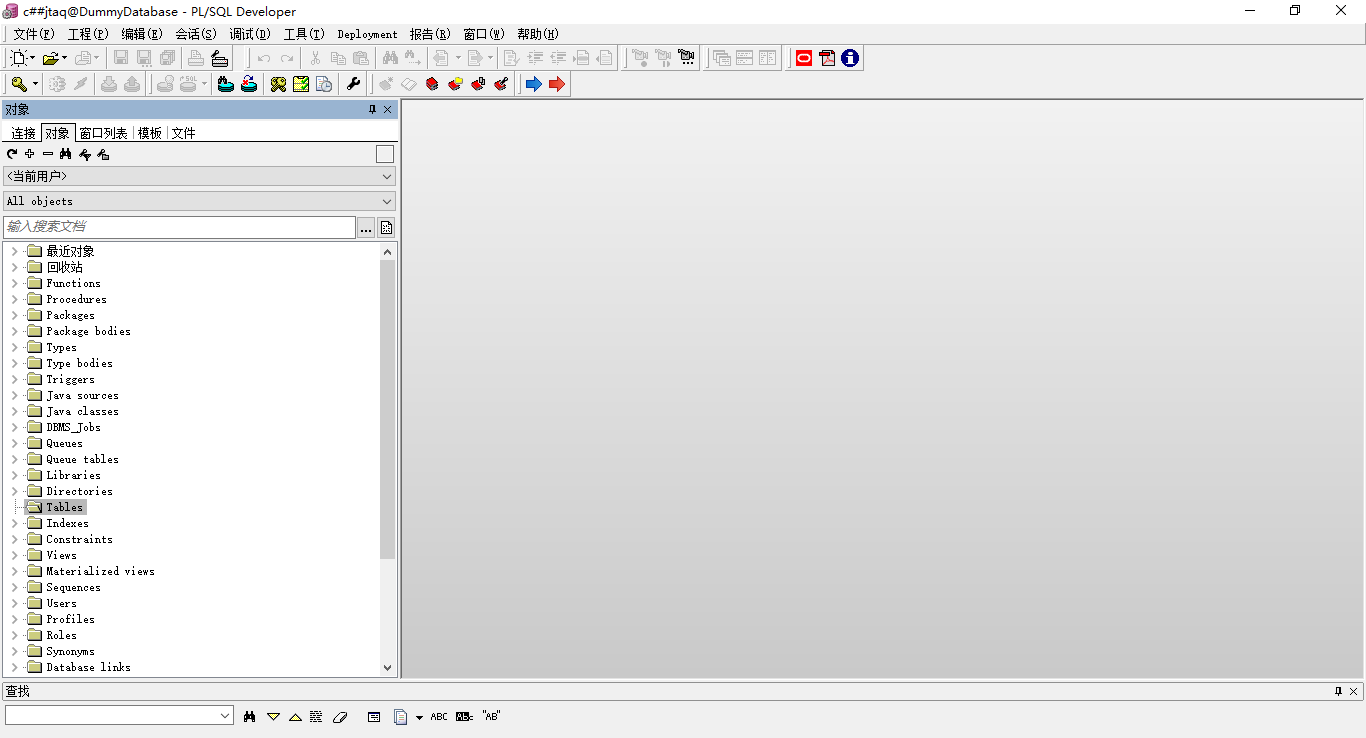 c##jtaq@DummyDatabase - PL/SQL Developer
文件(F) 工程(P) 编辑(E) 会话(S) 调试(D) 工具(T) Deployment 报告(R) 窗口(W) 帮助(H)
对象
连接 对象 窗口列表 模板 文件
<当前用户>
All objects
输入搜索文档 ...
最近对象
回收站
Functions
Procedures
Packages
Package bodies
Types
Type bodies
Triggers
Java sources
Java classes
DBMS_Jobs
Queues
Queue tables
Libraries
Directories
Tables
Indexes
Constraints
Views
Materialized views
Sequences
Users
Profiles
Roles
Synonyms
Database links
查找
ABC ABc "AB"